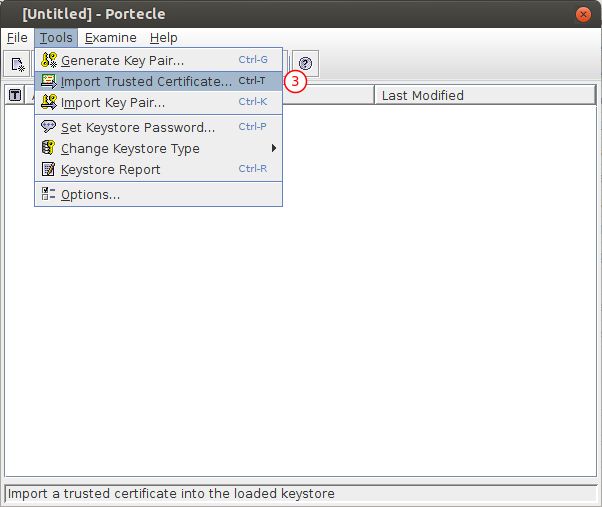 [Untitled] - Portecle
File Tools Examine Help
Generate Key Pair... Ctrl-G
Import Trusted Certificate... Ctrl-T 3
Import Key Pair... Ctrl-K
Set Keystore Password... Ctrl-P
Change Keystore Type
Keystore Report Ctrl-R
Options...
T Last Modified
Import a trusted certificate into the loaded keystore